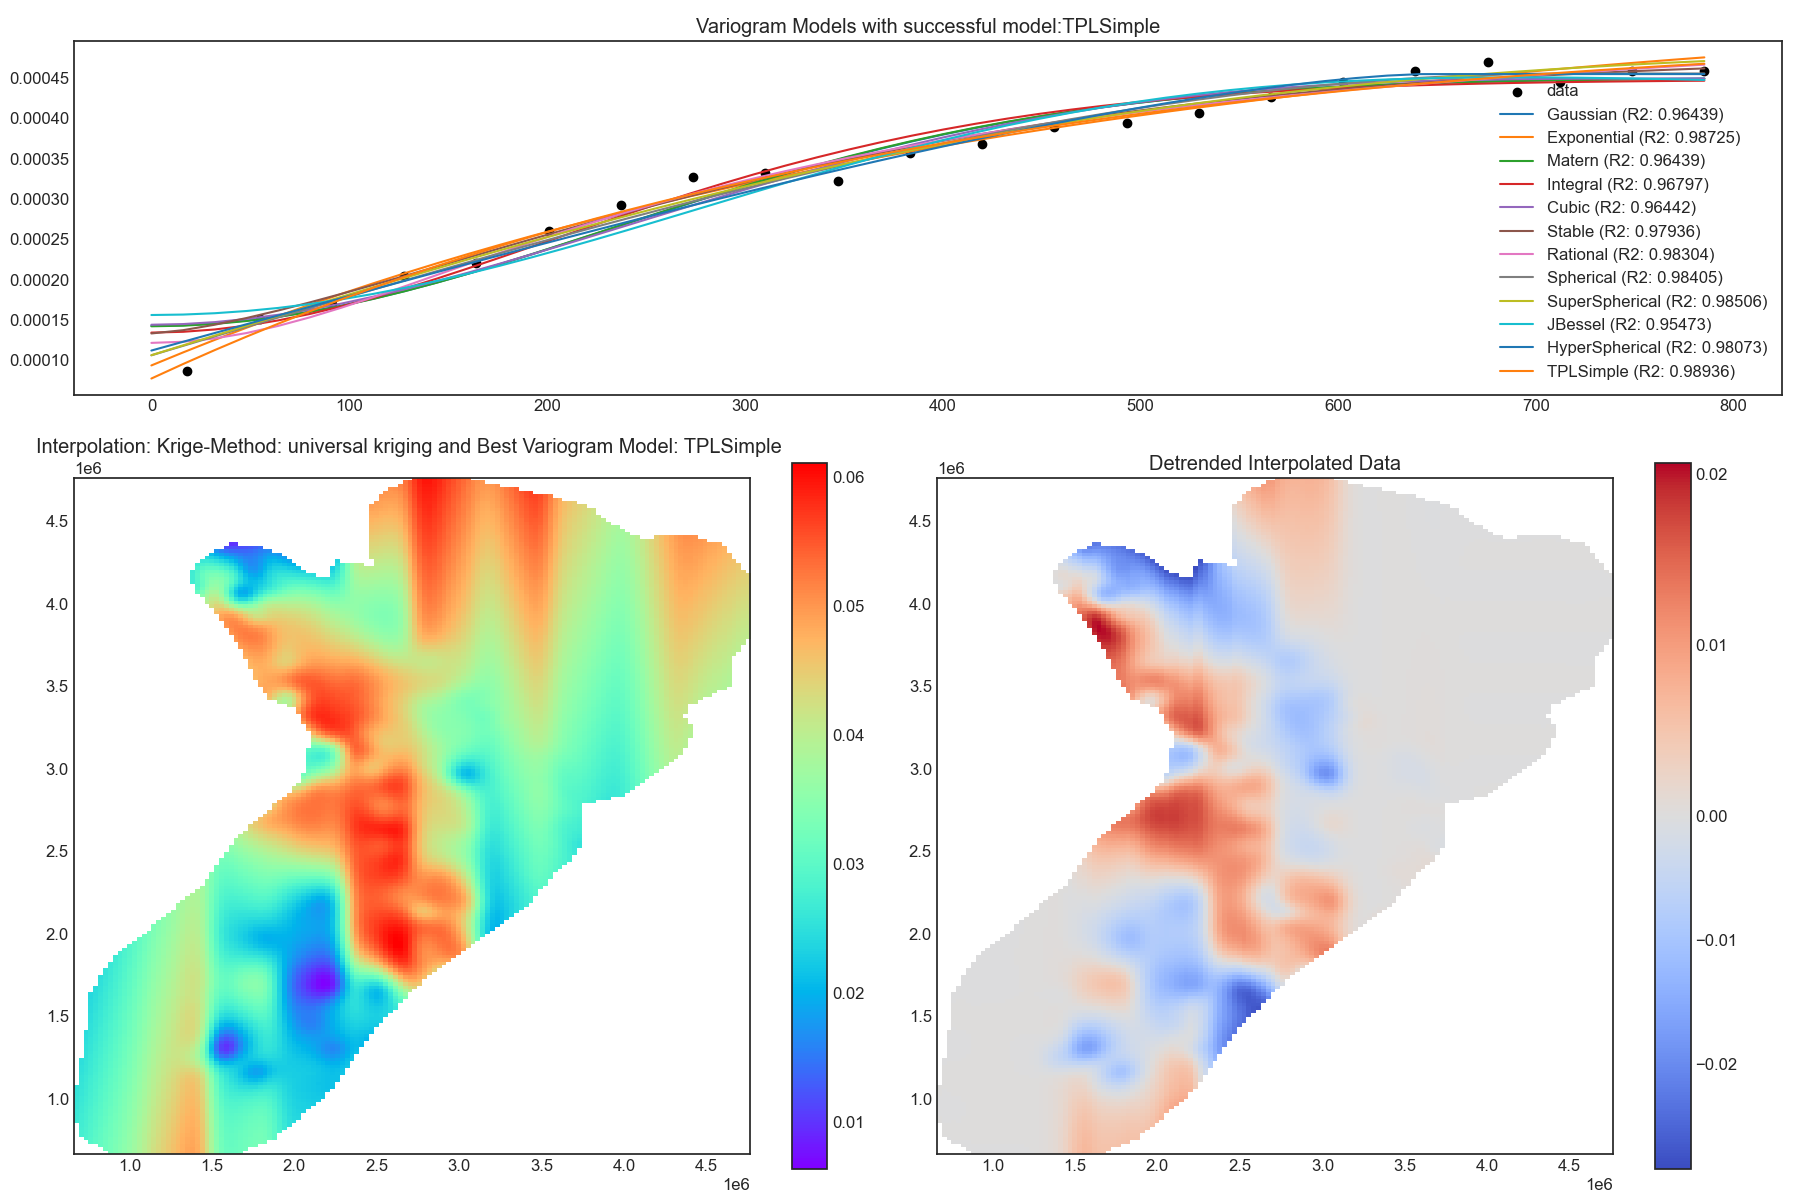 Variogram Models with successful model:TPLSimple
0.00045
0.00040
0.00035
0.00030
0.00025
0.00020
0.00015
0.00010
data
Gaussian (R2: 0.96439)
Exponential (R2: 0.98725)
Matern (R2: 0.96439)
Integral (R2: 0.96797)
Cubic (R2: 0.96442)
Stable (R2: 0.97936)
Rational (R2: 0.98304)
Spherical (R2: 0.98405)
SuperSpherical (R2: 0.98506)
JBessel (R2: 0.95473)
HyperSpherical (R2: 0.98073)
TPLSimple (R2: 0.98936)
0 100 200 300 400 500 600 700 800
Interpolation: Krige-Method: universal kriging and Best Variogram Model: TPLSimple
1e6
4.5
4.0
3.5
3.0
2.5
2.0
1.5
1.0
1.0 1.5 2.0 2.5 3.0 3.5 4.0 4.5
1e6
0.06
0.05
0.04
0.03
0.02
0.01
Detrended Interpolated Data
1e6
4.5
4.0
3.5
3.0
2.5
2.0
1.5
1.0
1.0 1.5 2.0 2.5 3.0 3.5 4.0 4.5
1e6
0.02
0.01
0.00
−0.01
−0.02